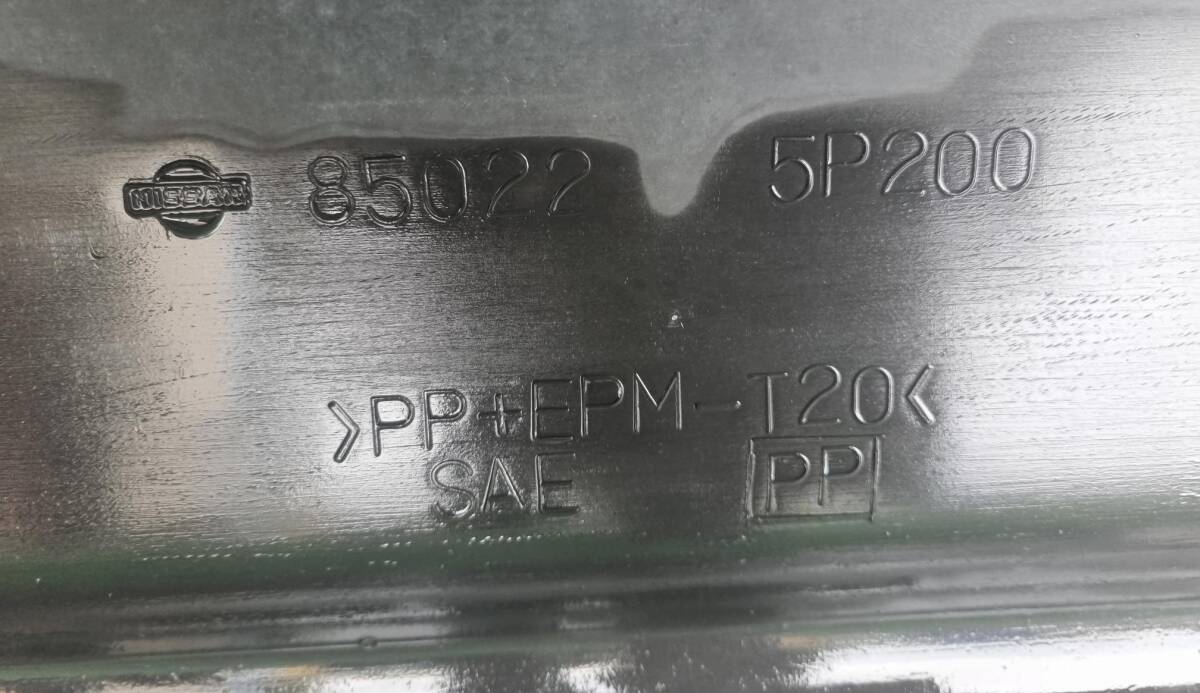 NISSAN 85022 5P200
>PP+EPM-T20<
SAE PP